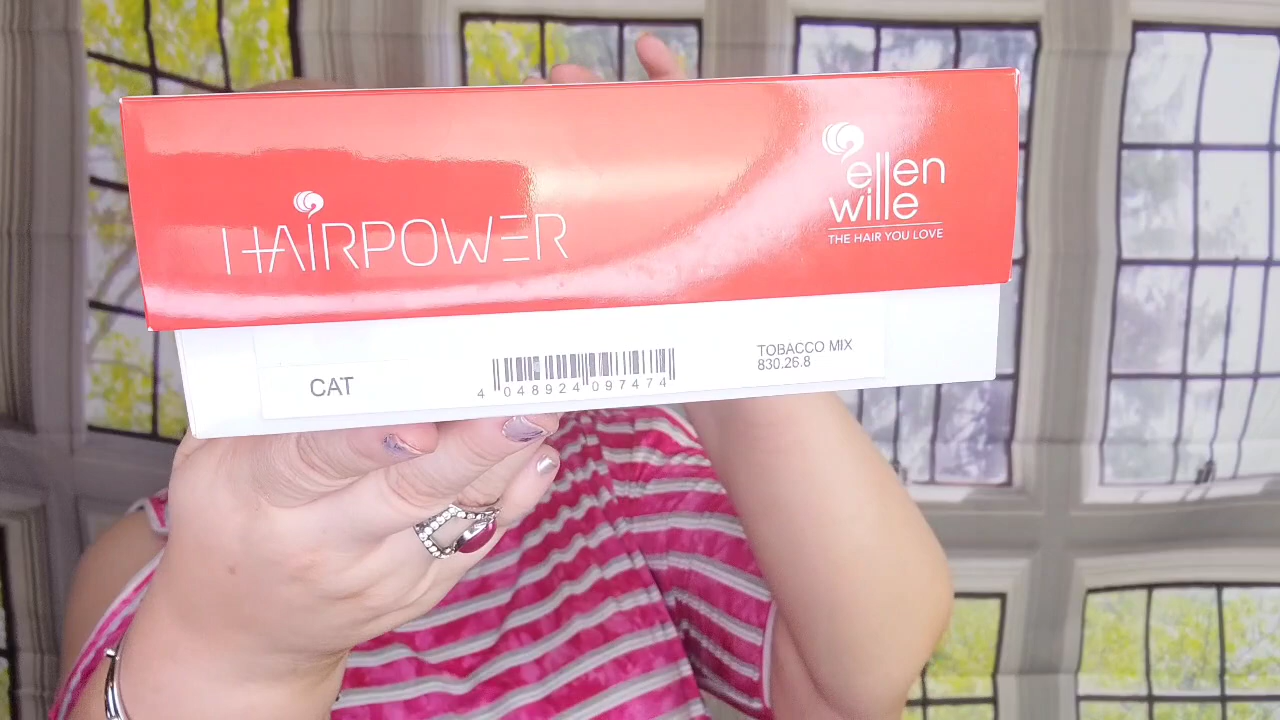 HAIRPOWER
ellen
wille
THE HAIR YOU LOVE
CAT
4 048924 097474
TOBACCO MIX
830.26.8